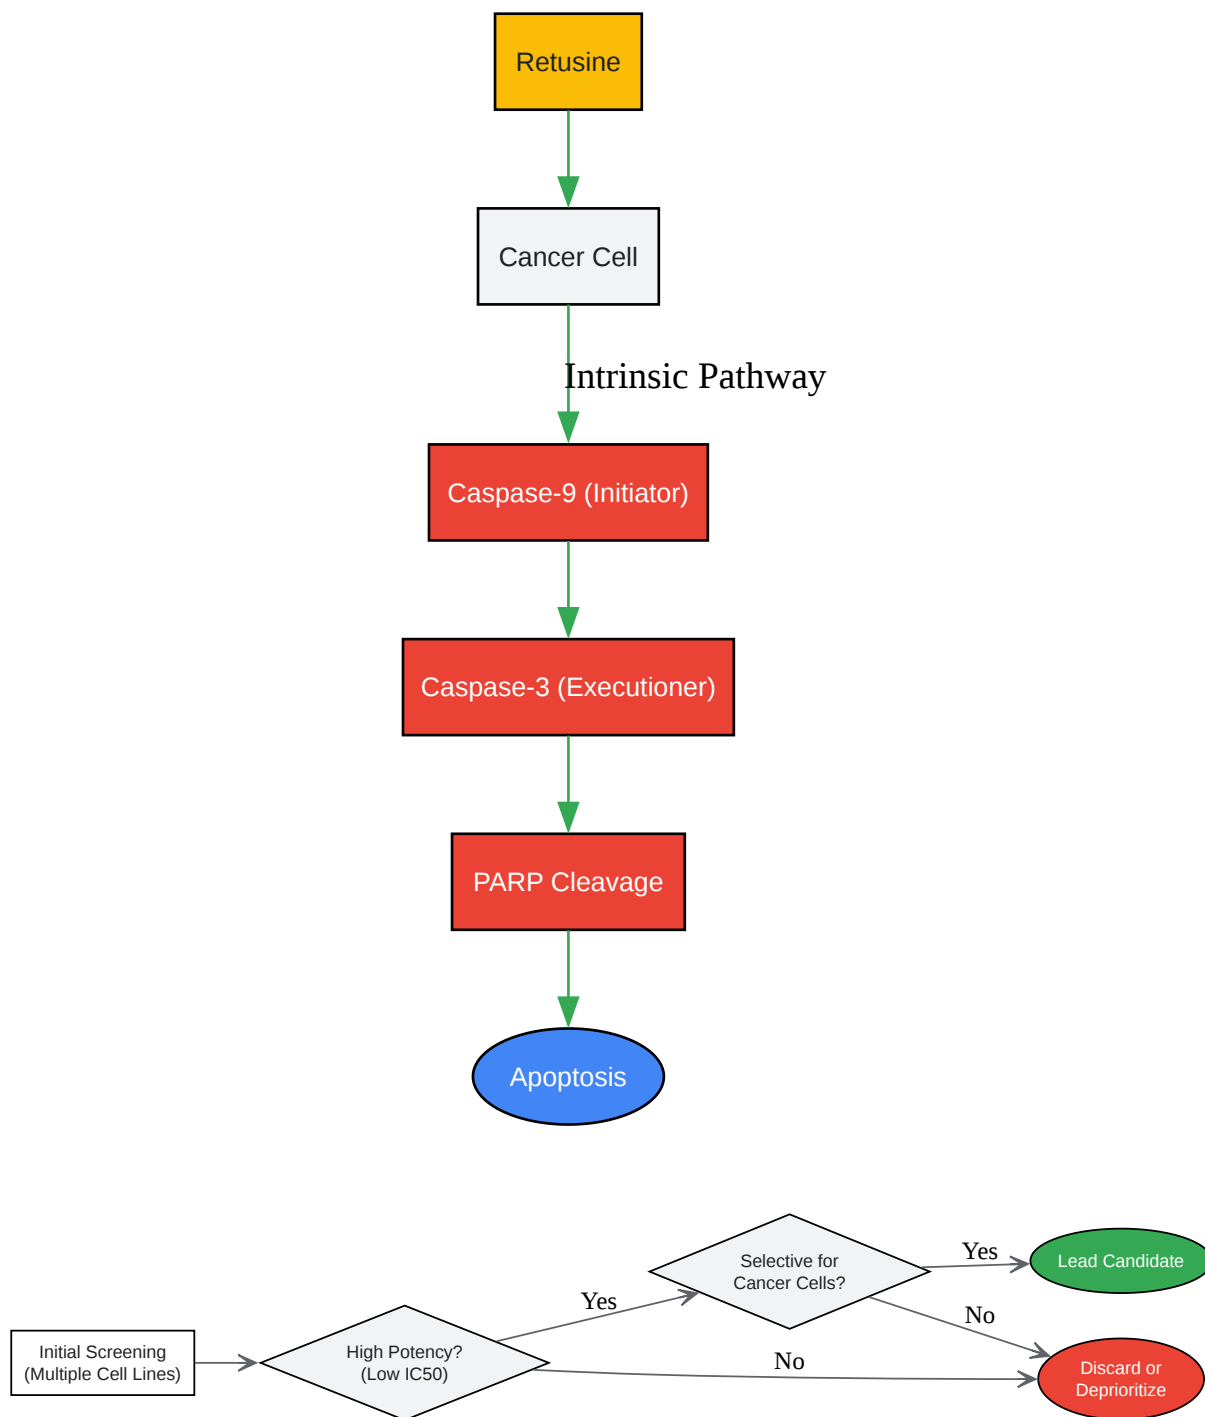 Retusine
Cancer Cell
Intrinsic Pathway
Caspase-9 (Initiator)
Caspase-3 (Executioner)
PARP Cleavage
Apoptosis
Initial Screening
(Multiple Cell Lines)
High Potency?
(Low IC50)
Yes
No
Selective for
Cancer Cells?
Yes
No
Lead Candidate
Discard or
Deprioritize